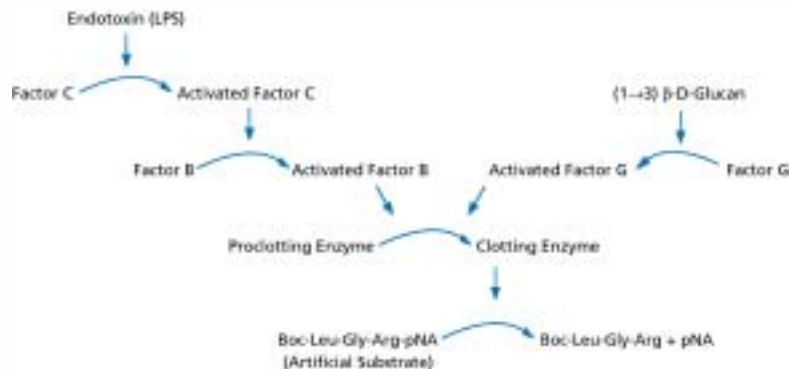 Endotoxin (LPS)
Factor C
Activated Factor C
(1→3) β-D-Glucan
Factor B
Activated Factor B
Activated Factor G
Factor G
Proclotting Enzyme
Clotting Enzyme
Boc-Leu-Gly-Arg-pNA
(Artificial Substrate)
Boc-Leu-Gly-Arg + pNA